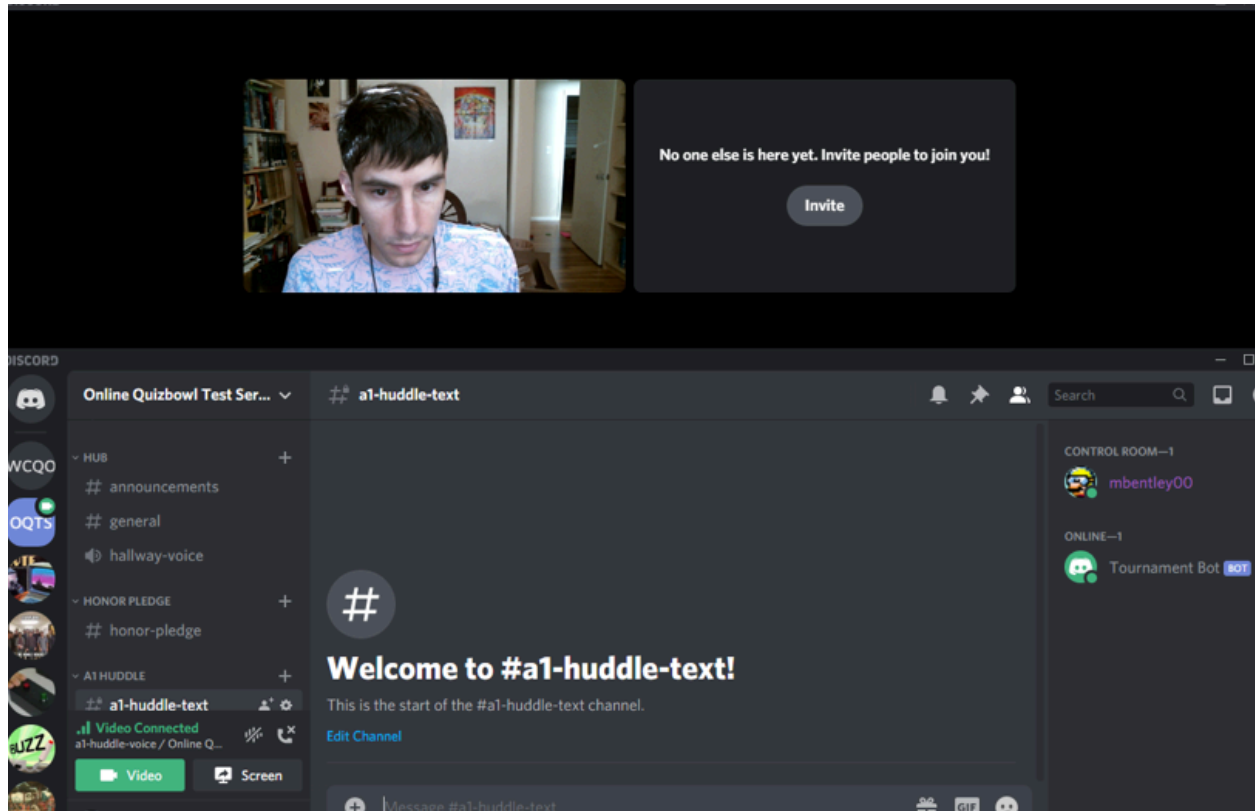 No one else is here yet. Invite people to join you!
Invite
DISCORD
Online Quizbowl Test Ser...
a1-huddle-text
Search
WCQO
OQTS
HUB
announcements
general
hallway-voice
HONOR PLEDGE
honor-pledge
A1 HUDDLE
a1-huddle-text
Video Connected
a1-huddle-voice / Online Q...
Video
Screen
BUZZ
#
Welcome to #a1-huddle-text!
This is the start of the #a1-huddle-text channel.
Edit Channel
Message #a1-huddle-text
GIF
CONTROL ROOM—1
mbentley00
ONLINE—1
Tournament Bot BOT